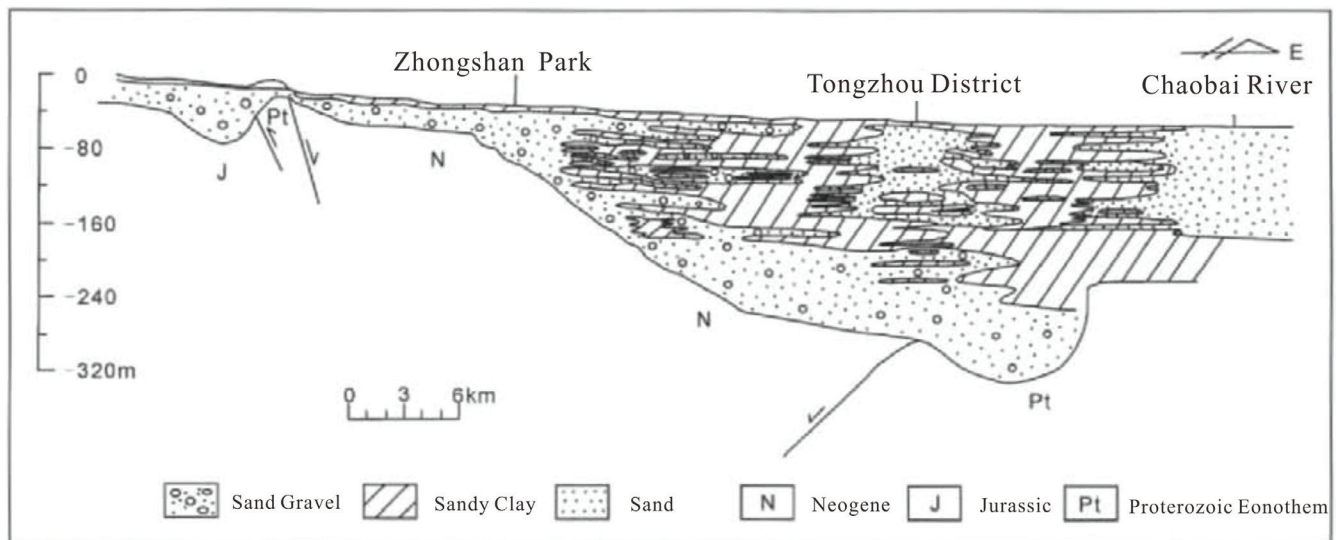 E
Zhongshan Park
Tongzhou District
Chaobai River
0
-80
-160
-240
-320m
Pt
J
N
N
Pt
0 3 6km
Sand Gravel
Sandy Clay
Sand
N Neogene
J Jurassic
Pt Proterozoic Eonothem